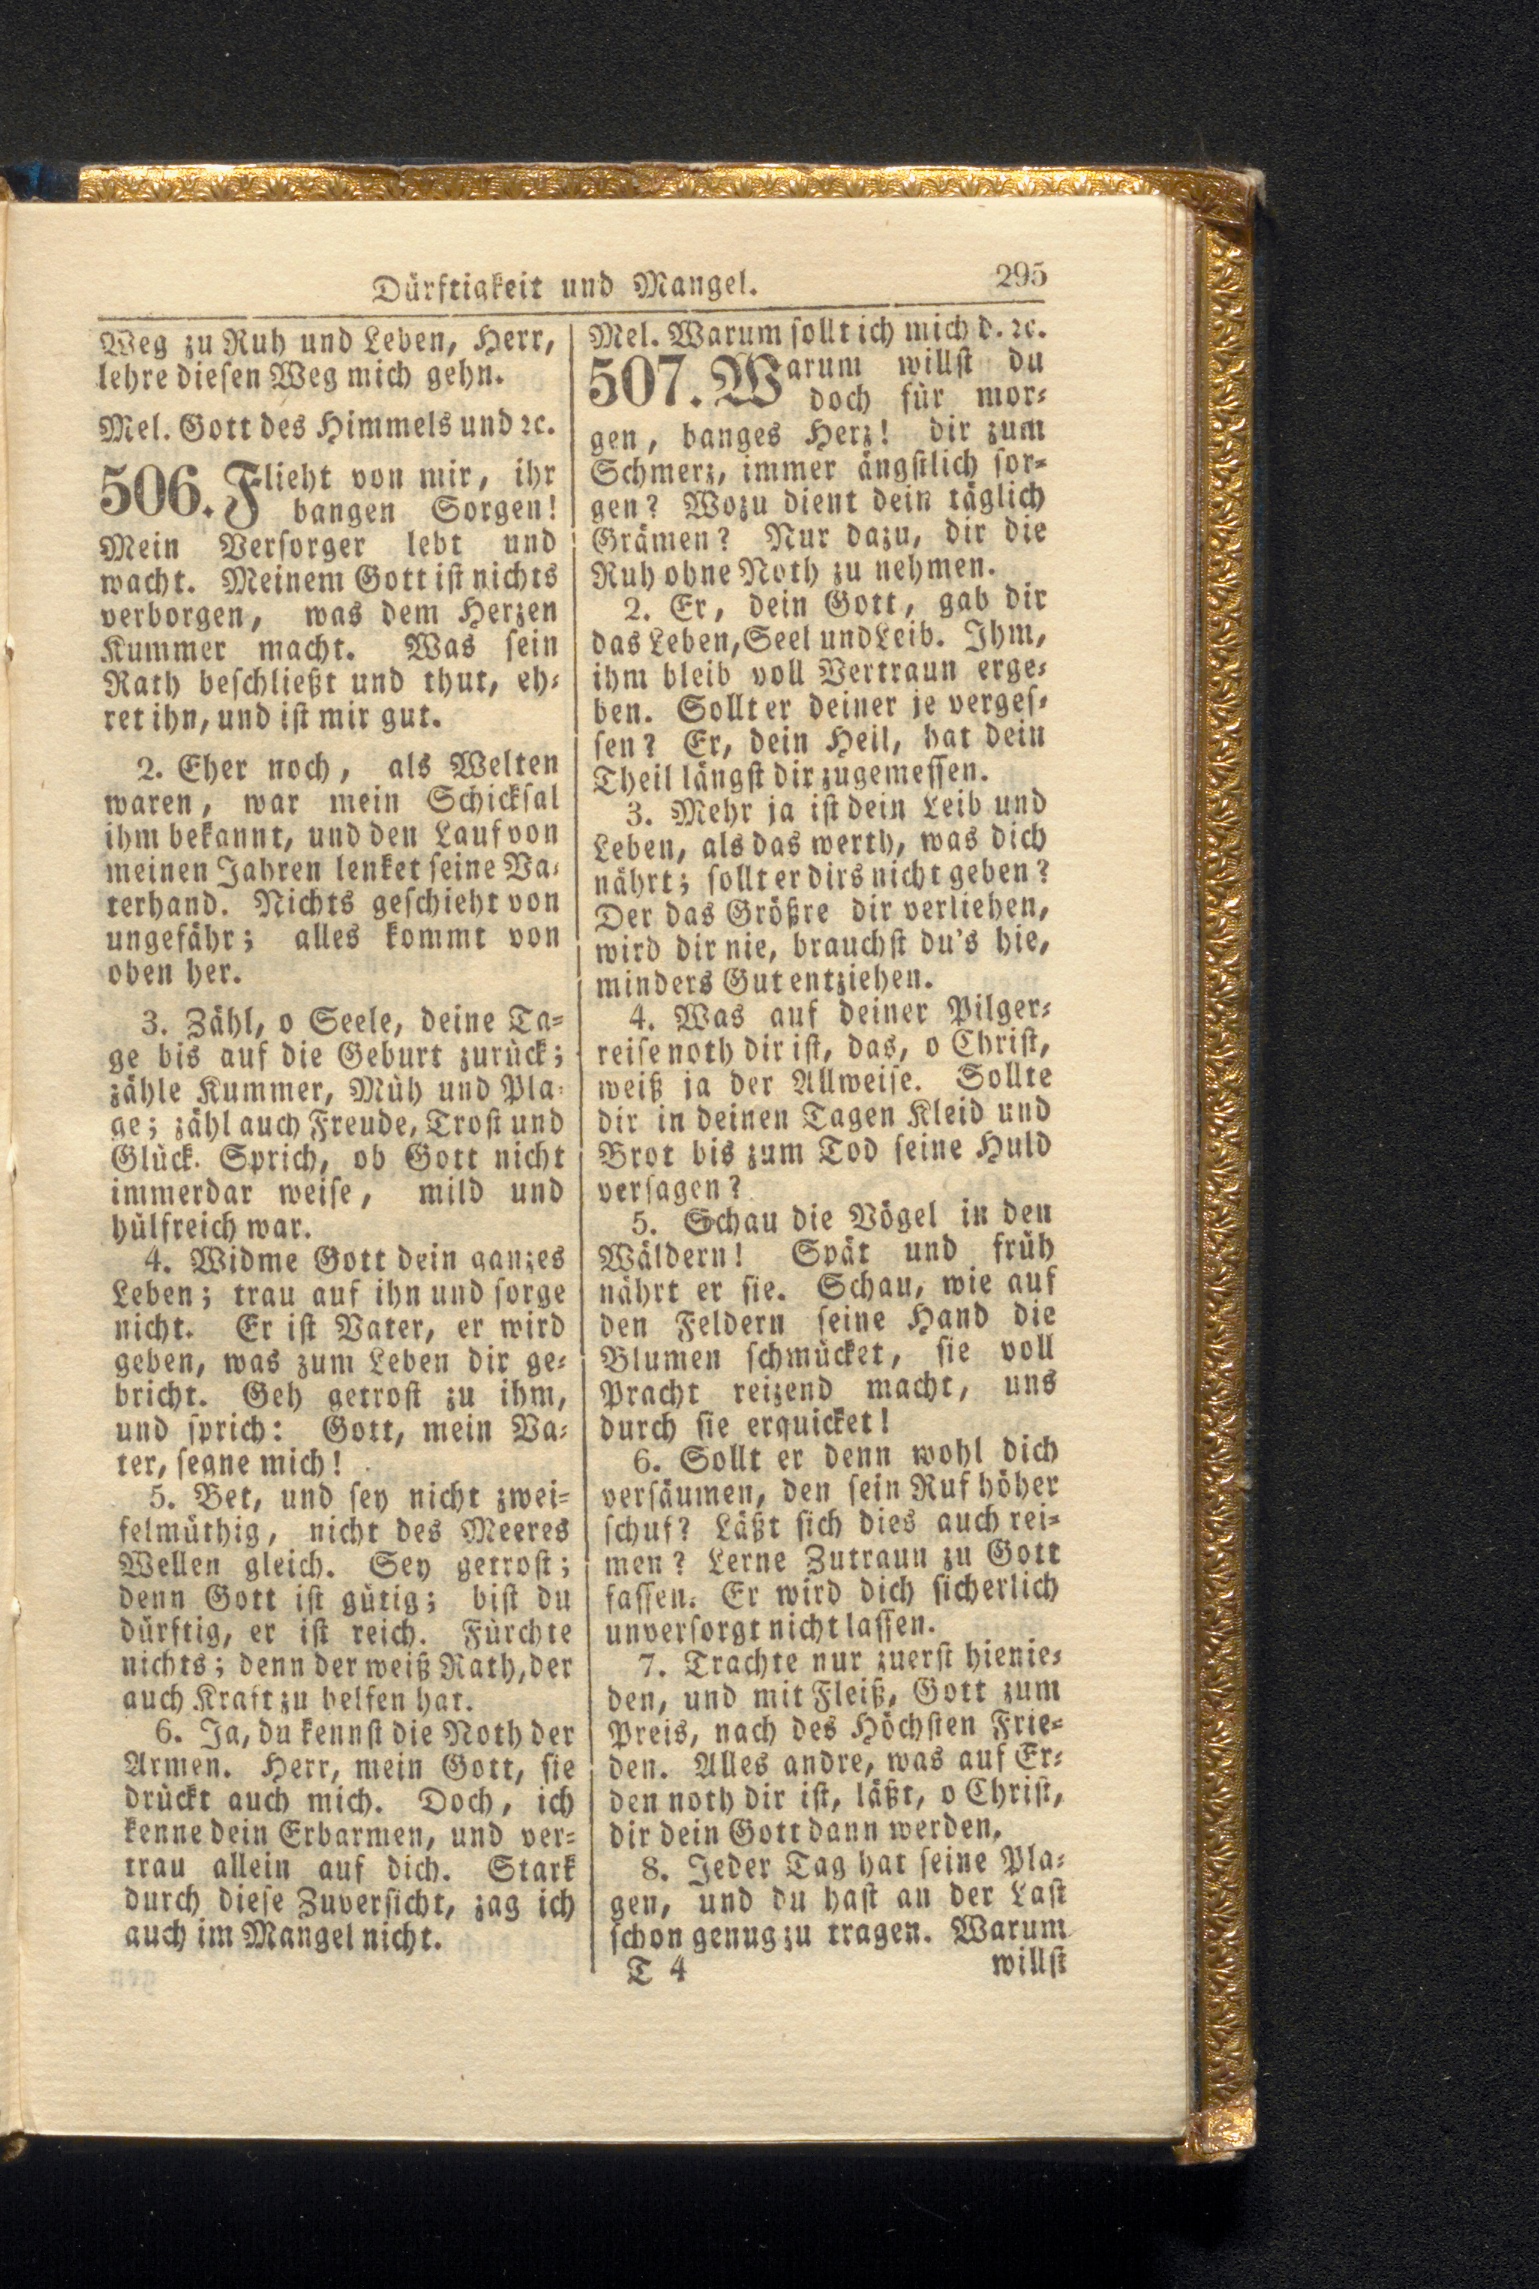 Dürftigkeit und Mangel. 295
Weg zu Ruh und Leben, Herr,
lehre diesen Weg mich gehn.
Mel. Gott des Himmels und ꝛc.
506. Flieht von mir, ihr
bangen Sorgen!
Mein Versorger lebt und
wacht. Meinem Gott ist nichts
verborgen, was dem Herzen
Kummer macht. Was sein
Rath beschließt und thut, eh-
ret ihn, und ist mir gut.
2. Eher noch, als Welten
waren, war mein Schicksal
ihm bekannt, und den Lauf von
meinen Jahren lenket seine Va-
terhand. Nichts geschieht von
ungefähr; alles kommt von
oben her.
3. Zähl, o Seele, deine Ta-
ge bis auf die Geburt zurück;
zähle Kummer, Müh und Pla-
ge; zähl auch Freude, Trost und
Glück. Sprich, ob Gott nicht
immerdar weise, mild und
hülfreich war.
4. Widme Gott dein ganzes
Leben; trau auf ihn und sorge
nicht. Er ist Vater, er wird
geben, was zum Leben dir ge-
bricht. Geh getrost zu ihm,
und sprich: Gott, mein Va-
ter, segne mich!
5. Bet, und sey nicht zwei-
felmüthig, nicht des Meeres
Wellen gleich. Sey getrost;
denn Gott ist gütig; bist du
dürftig, er ist reich. Fürchte
nichts; denn der weiß Rath, der
auch Kraft zu helfen hat.
6. Ja, du kennst die Noth der
Armen. Herr, mein Gott, sie
drückt auch mich. Doch, ich
kenne dein Erbarmen, und ver-
trau allein auf dich. Stark
durch diese Zuversicht, zag ich
auch im Mangel nicht.
Mel. Warum sollt ich mich d. ꝛc.
507. Warum willst du
doch für mor-
gen, banges Herz! dir zum
Schmerz, immer ängstlich sor-
gen? Wozu dient dein täglich
Grämen? Nur dazu, dir die
Ruh ohne Noth zu nehmen.
2. Er, dein Gott, gab dir
das Leben, Seel und Leib. Ihm,
ihm bleib voll Vertraun erge-
ben. Sollt er deiner je verges-
sen? Er, dein Heil, hat dein
Theil längst dir zugemessen.
3. Mehr ja ist dein Leib und
Leben, als das werth, was dich
nährt; sollt er dirs nicht geben?
Der das Größre dir verliehen,
wird dir nie, brauchst du's hie,
minders Gut entziehen.
4. Was auf deiner Pilger-
reise noth dir ist, das, o Christ,
weiß ja der Allweise. Sollte
dir in deinen Tagen Kleid und
Brot bis zum Tod seine Huld
versagen?
5. Schau die Vögel in den
Wäldern! Spät und früh
nährt er sie. Schau, wie auf
den Feldern seine Hand die
Blumen schmücket, sie voll
Pracht reizend macht, uns
durch sie erquicket!
6. Sollt er denn wohl dich
versäumen, den sein Ruf höher
schuf? Läßt sich dies auch rei-
men? Lerne Zutraun zu Gott
fassen. Er wird dich sicherlich
unversorgt nicht lassen.
7. Trachte nur zuerst hienie-
den, und mit Fleiß, Gott zum
Preis, nach des Höchsten Frie-
den. Alles andre, was auf Er-
den noth dir ist, läßt, o Christ,
dir dein Gott dann werden.
8. Jeder Tag hat seine Pla-
gen, und du hast an der Last
schon genug zu tragen. Warum
T 4 willst